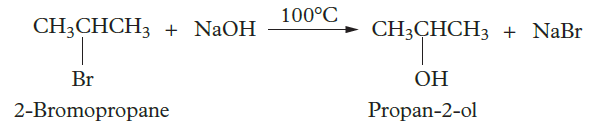 100°C
CH₃CHCH₃ + NaOH CH₃CHCH₃ + NaBr
Br OH
2-Bromopropane Propan-2-ol